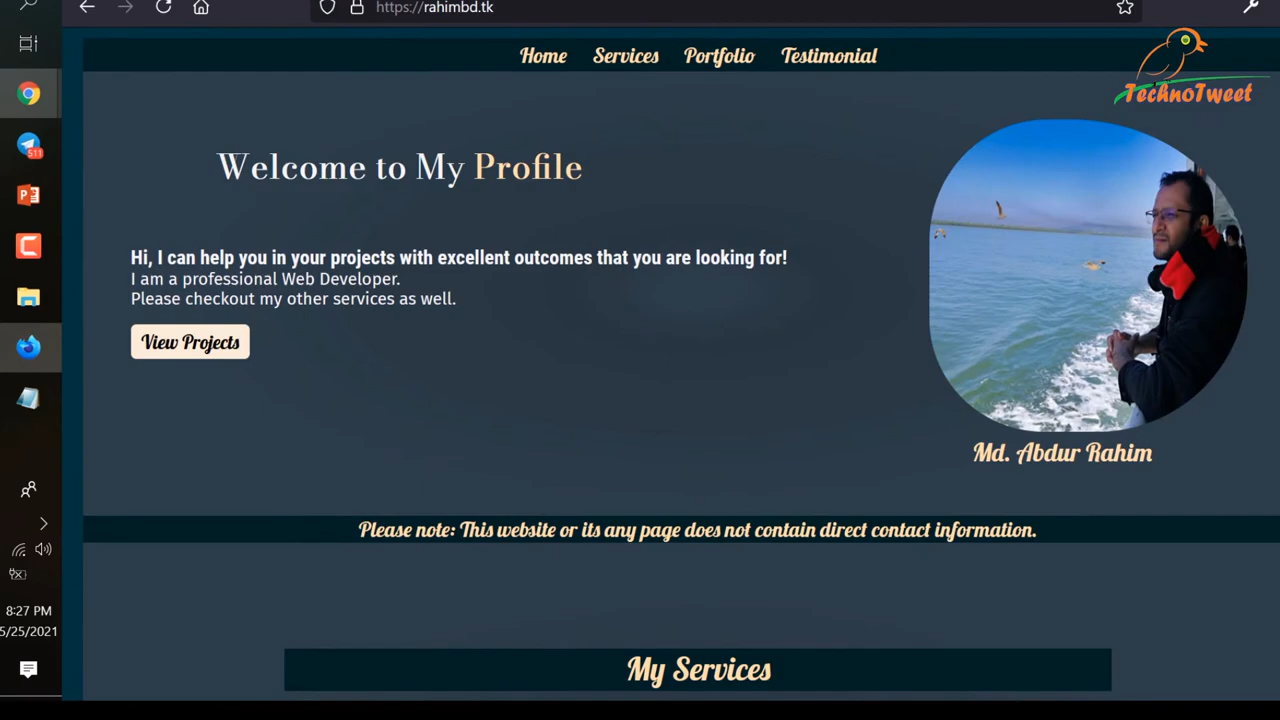 https://rahimbd.tk
Home Services Portfolio Testimonial
TechnoTweet
Welcome to My Profile
Hi, I can help you in your projects with excellent outcomes that you are looking for!
I am a professional Web Developer.
Please checkout my other services as well.
View Projects
Md. Abdur Rahim
Please note: This website or its any page does not contain direct contact information.
My Services
511
P
8:27 PM
5/25/2021